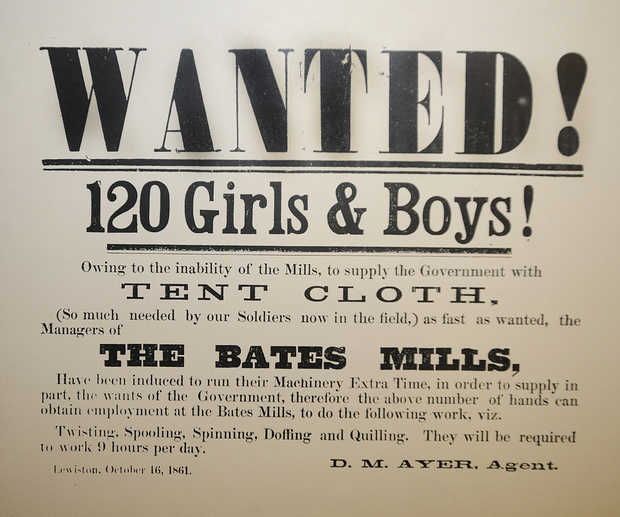 WANTED!
120 Girls & Boys!
Owing to the inability of the Mills, to supply the Government with
TENT CLOTH,
(So much needed by our Soldiers now in the field,) as fast as wanted, the
Managers of
THE BATES MILLS,
Have been induced to run their Machinery Extra Time, in order to supply in
part, the wants of the Government, therefore the above number of hands can
obtain employment at the Bates Mills, to do the following work, viz.
Twisting, Spooling, Spinning, Doffing and Quilling. They will be required
to work 9 hours per day.
Lewiston, October 16, 1861.
D. M. AYER, Agent.